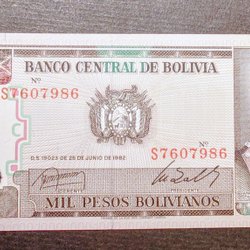 BANCO CENTRAL DE BOLIVIA
Nº
S7607986
Nº
S7607986
D.S. 19023 DE 25 DE JUNIO DE 1982
GERENTE
PRESIDENTE
MIL PESOS BOLIVIANOS